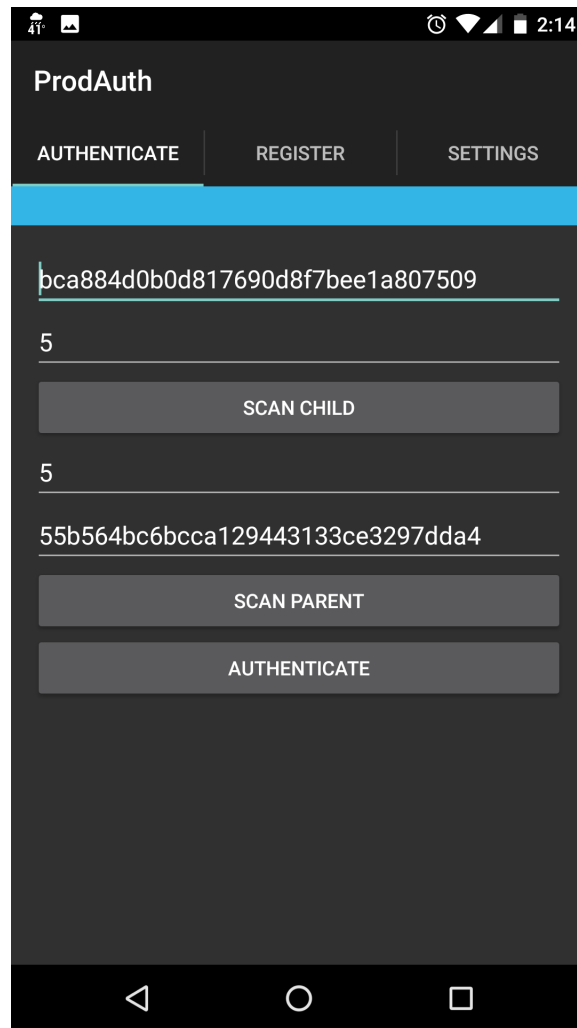 41°
2:14
ProdAuth
AUTHENTICATE REGISTER SETTINGS
bca884d0b0d817690d8f7bee1a807509
5
SCAN CHILD
5
55b564bc6bcca129443133ce3297dda4
SCAN PARENT
AUTHENTICATE